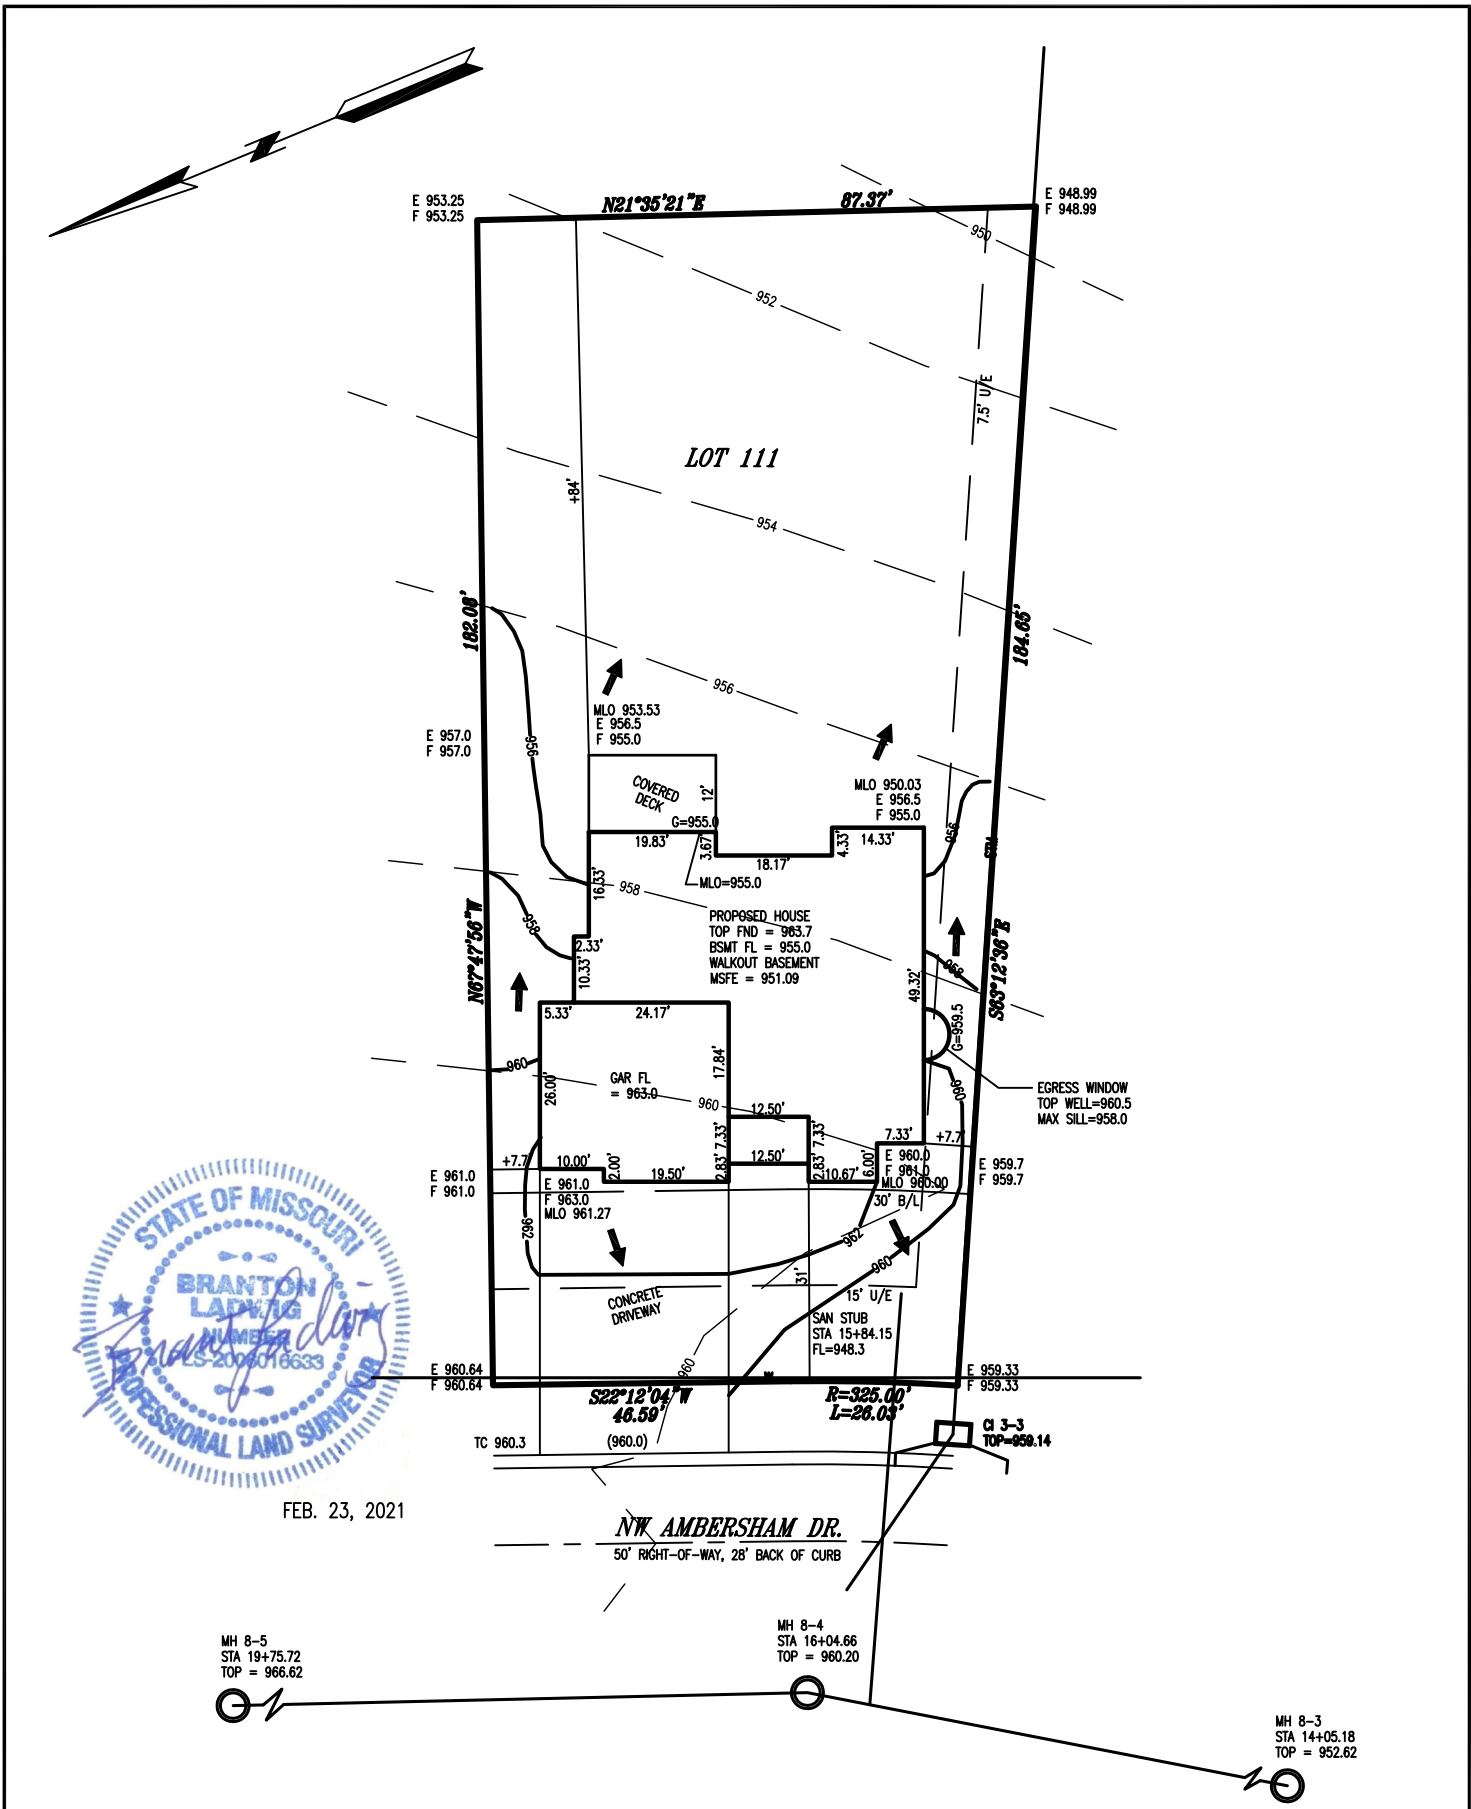 N
E 953.25
F 953.25
N21°35'21"E
87.37'
E 948.99
F 948.99
950
952
7.5' U/E
LOT 111
+84'
954
182.08'
184.65'
956
MLO 953.53
E 956.5
F 955.0
E 957.0
F 957.0
956
COVERED
DECK
12'
G=955.0
MLO 950.03
E 956.5
F 955.0
19.83'
3.67'
18.17'
4.33'
14.33'
956
STM
16.33'
958
MLO=955.0
958
PROPOSED HOUSE
TOP FND = 963.7
BSMT FL = 955.0
WALKOUT BASEMENT
MSFE = 951.09
2.33'
10.33'
N67°47'56"W
49.32'
958
S63°12'36"E
5.33'
24.17'
G=959.5
960
26.00'
GAR FL
= 963.0
17.84'
960
12.50'
960
EGRESS WINDOW
TOP WELL=960.5
MAX SILL=958.0
7.33'
7.33'
7.33'
+7.7'
+7.7'
10.00'
2.00'
19.50'
2.83'
12.50'
2.83'
10.67'
6.00'
E 960.0
F 961.0
MLO 960.00
E 959.7
F 959.7
E 961.0
F 961.0
E 961.0
F 963.0
MLO 961.27
30' B/L
962
962
960
31'
15' U/E
CONCRETE
DRIVEWAY
SAN STUB
STA 15+84.15
FL=948.3
960
STATE OF MISSOURI
BRANTON
LADWIG
NUMBER
LS-2006016633
PROFESSIONAL LAND SURVEYOR
E 960.64
F 960.64
W
E 959.33
F 959.33
S22°12'04"W
46.59'
R=325.00'
L=26.03'
TC 960.3
(960.0)
CI 3-3
TOP=959.14
FEB. 23, 2021
NW AMBERSHAM DR.
50' RIGHT-OF-WAY, 28' BACK OF CURB
MH 8-5
STA 19+75.72
TOP = 966.62
MH 8-4
STA 16+04.66
TOP = 960.20
MH 8-3
STA 14+05.18
TOP = 952.62